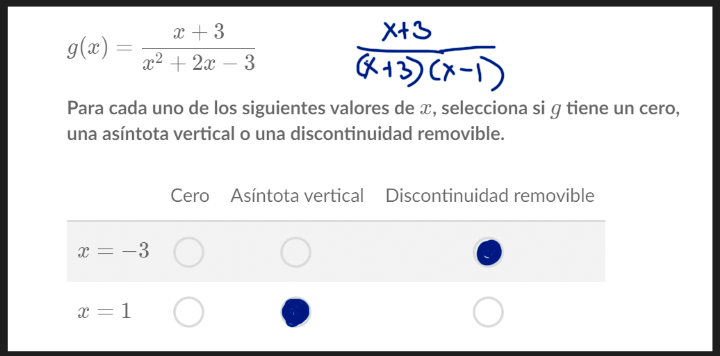 g(x) = (x + 3)/(x² + 2x − 3)
x+3
(x+3)(x-1)
Para cada uno de los siguientes valores de x, selecciona si g tiene un cero,
una asíntota vertical o una discontinuidad removible.
Cero Asíntota vertical Discontinuidad removible
x = −3
x = 1